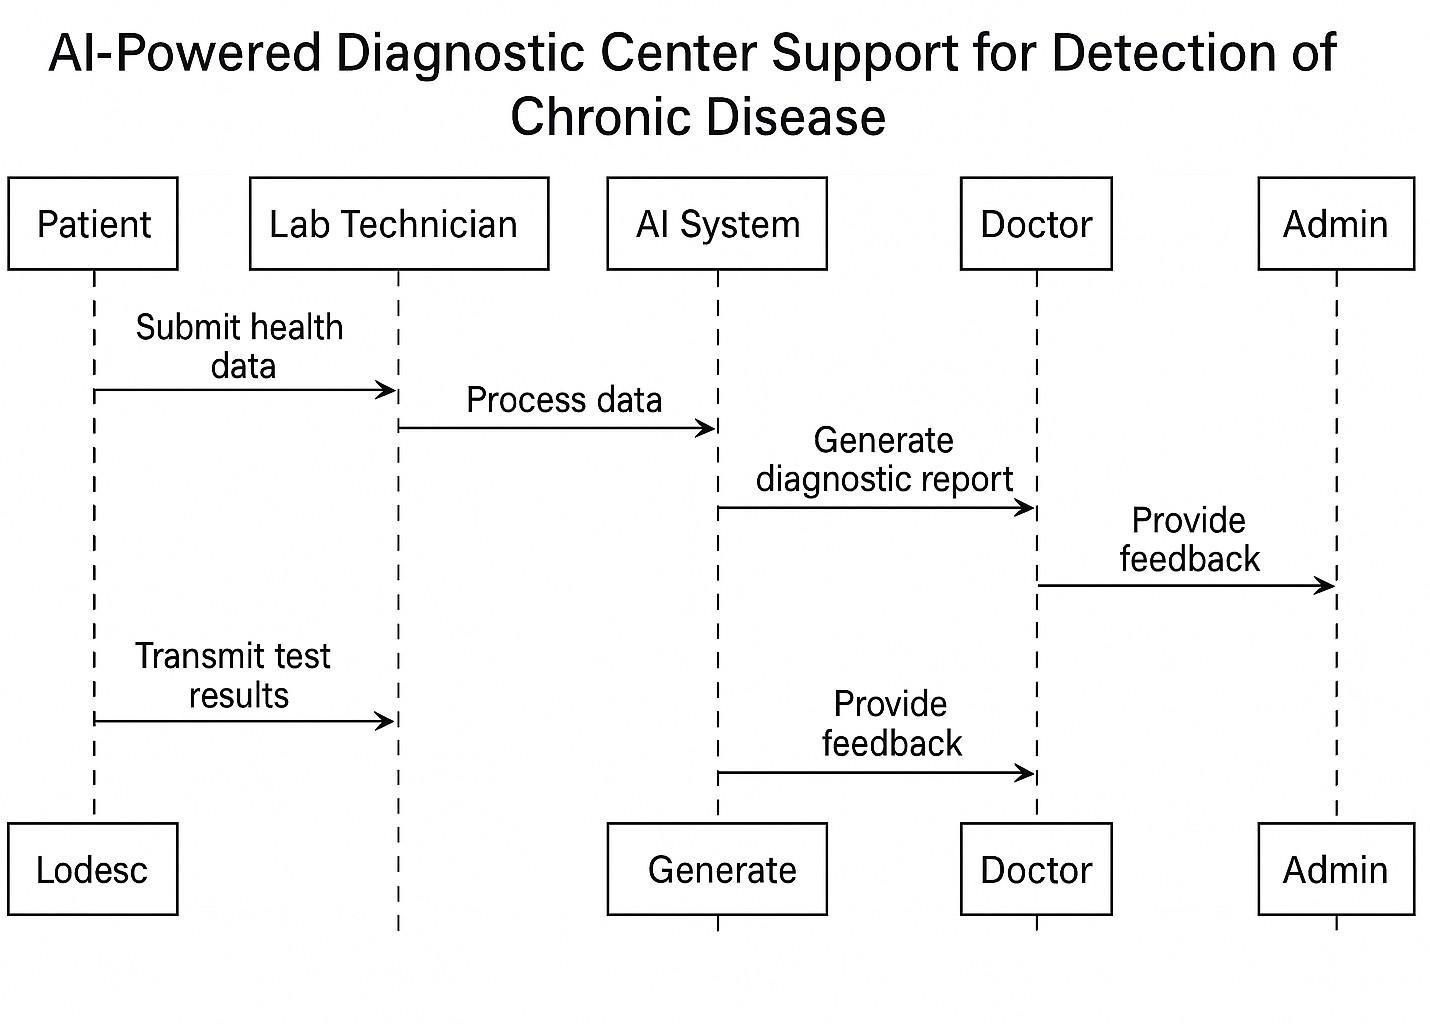 AI-Powered Diagnostic Center Support for Detection of
Chronic Disease
Patient
Lab Technician
AI System
Doctor
Admin
Submit health
data
Process data
Generate
diagnostic report
Provide
feedback
Transmit test
results
Provide
feedback
Lodesc
Generate
Doctor
Admin